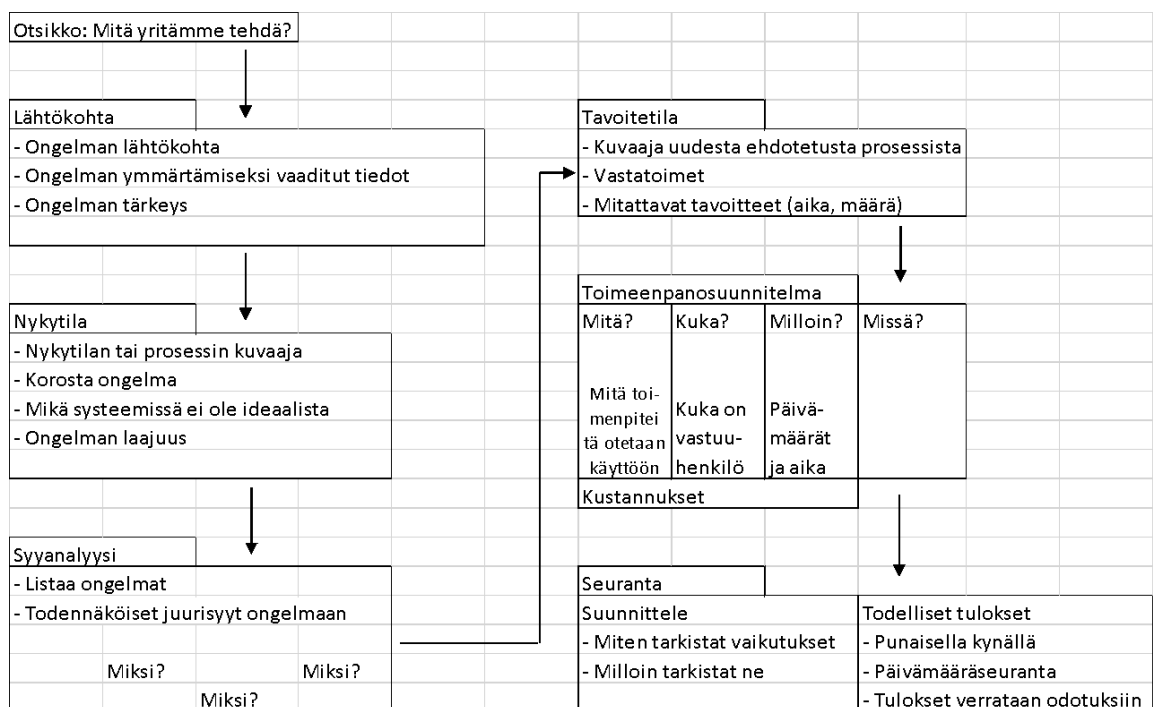 Otsikko: Mitä yritämme tehdä?
Lähtökohta
- Ongelman lähtökohta
- Ongelman ymmärtämiseksi vaaditut tiedot
- Ongelman tärkeys
Nykytila
- Nykytilan tai prosessin kuvaaja
- Korosta ongelma
- Mikä systeemissä ei ole ideaalista
- Ongelman laajuus
Syyanalyysi
- Listaa ongelmat
- Todennäköiset juurisyyt ongelmaan
Miksi? Miksi?
Miksi?
Tavoitetila
- Kuvaaja uudesta ehdotetusta prosessista
- Vastatoimet
- Mitattavat tavoitteet (aika, määrä)
Toimeenpanosuunnitelma
Mitä? Kuka? Milloin? Missä?
Mitä toi-
menpitei
tä otetaan
käyttöön
Kuka on
vastuu-
henkilö
Päivä-
määrät
ja aika
Kustannukset
Seuranta
Suunnittele
- Miten tarkistat vaikutukset
- Milloin tarkistat ne
Todelliset tulokset
- Punaisella kynällä
- Päivämääräseuranta
- Tulokset verrataan odotuksiin